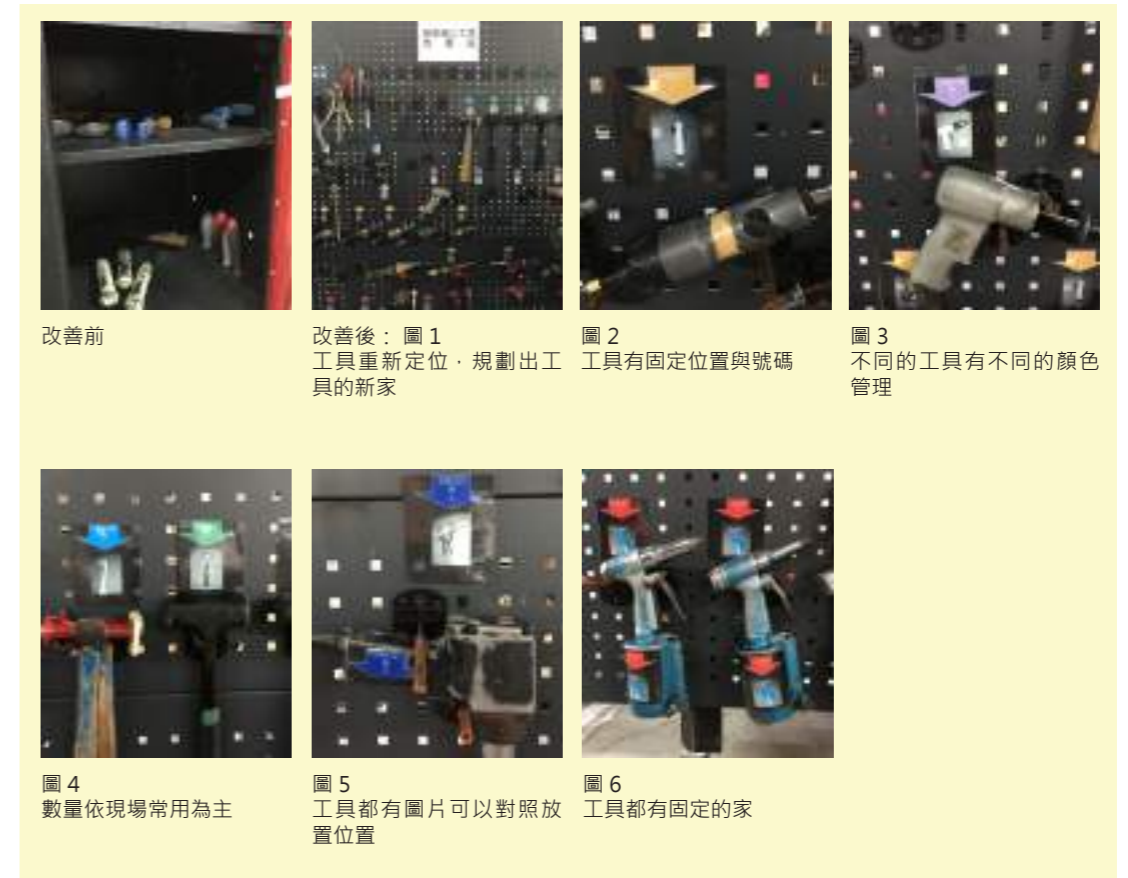 改善前
改善後：圖 1
工具重新定位，規劃出工
具的新家
圖 2
工具有固定位置與號碼
圖 3
不同的工具有不同的顏色
管理
圖 4
數量依現場常用為主
圖 5
工具都有圖片可以對照放
置位置
圖 6
工具都有固定的家